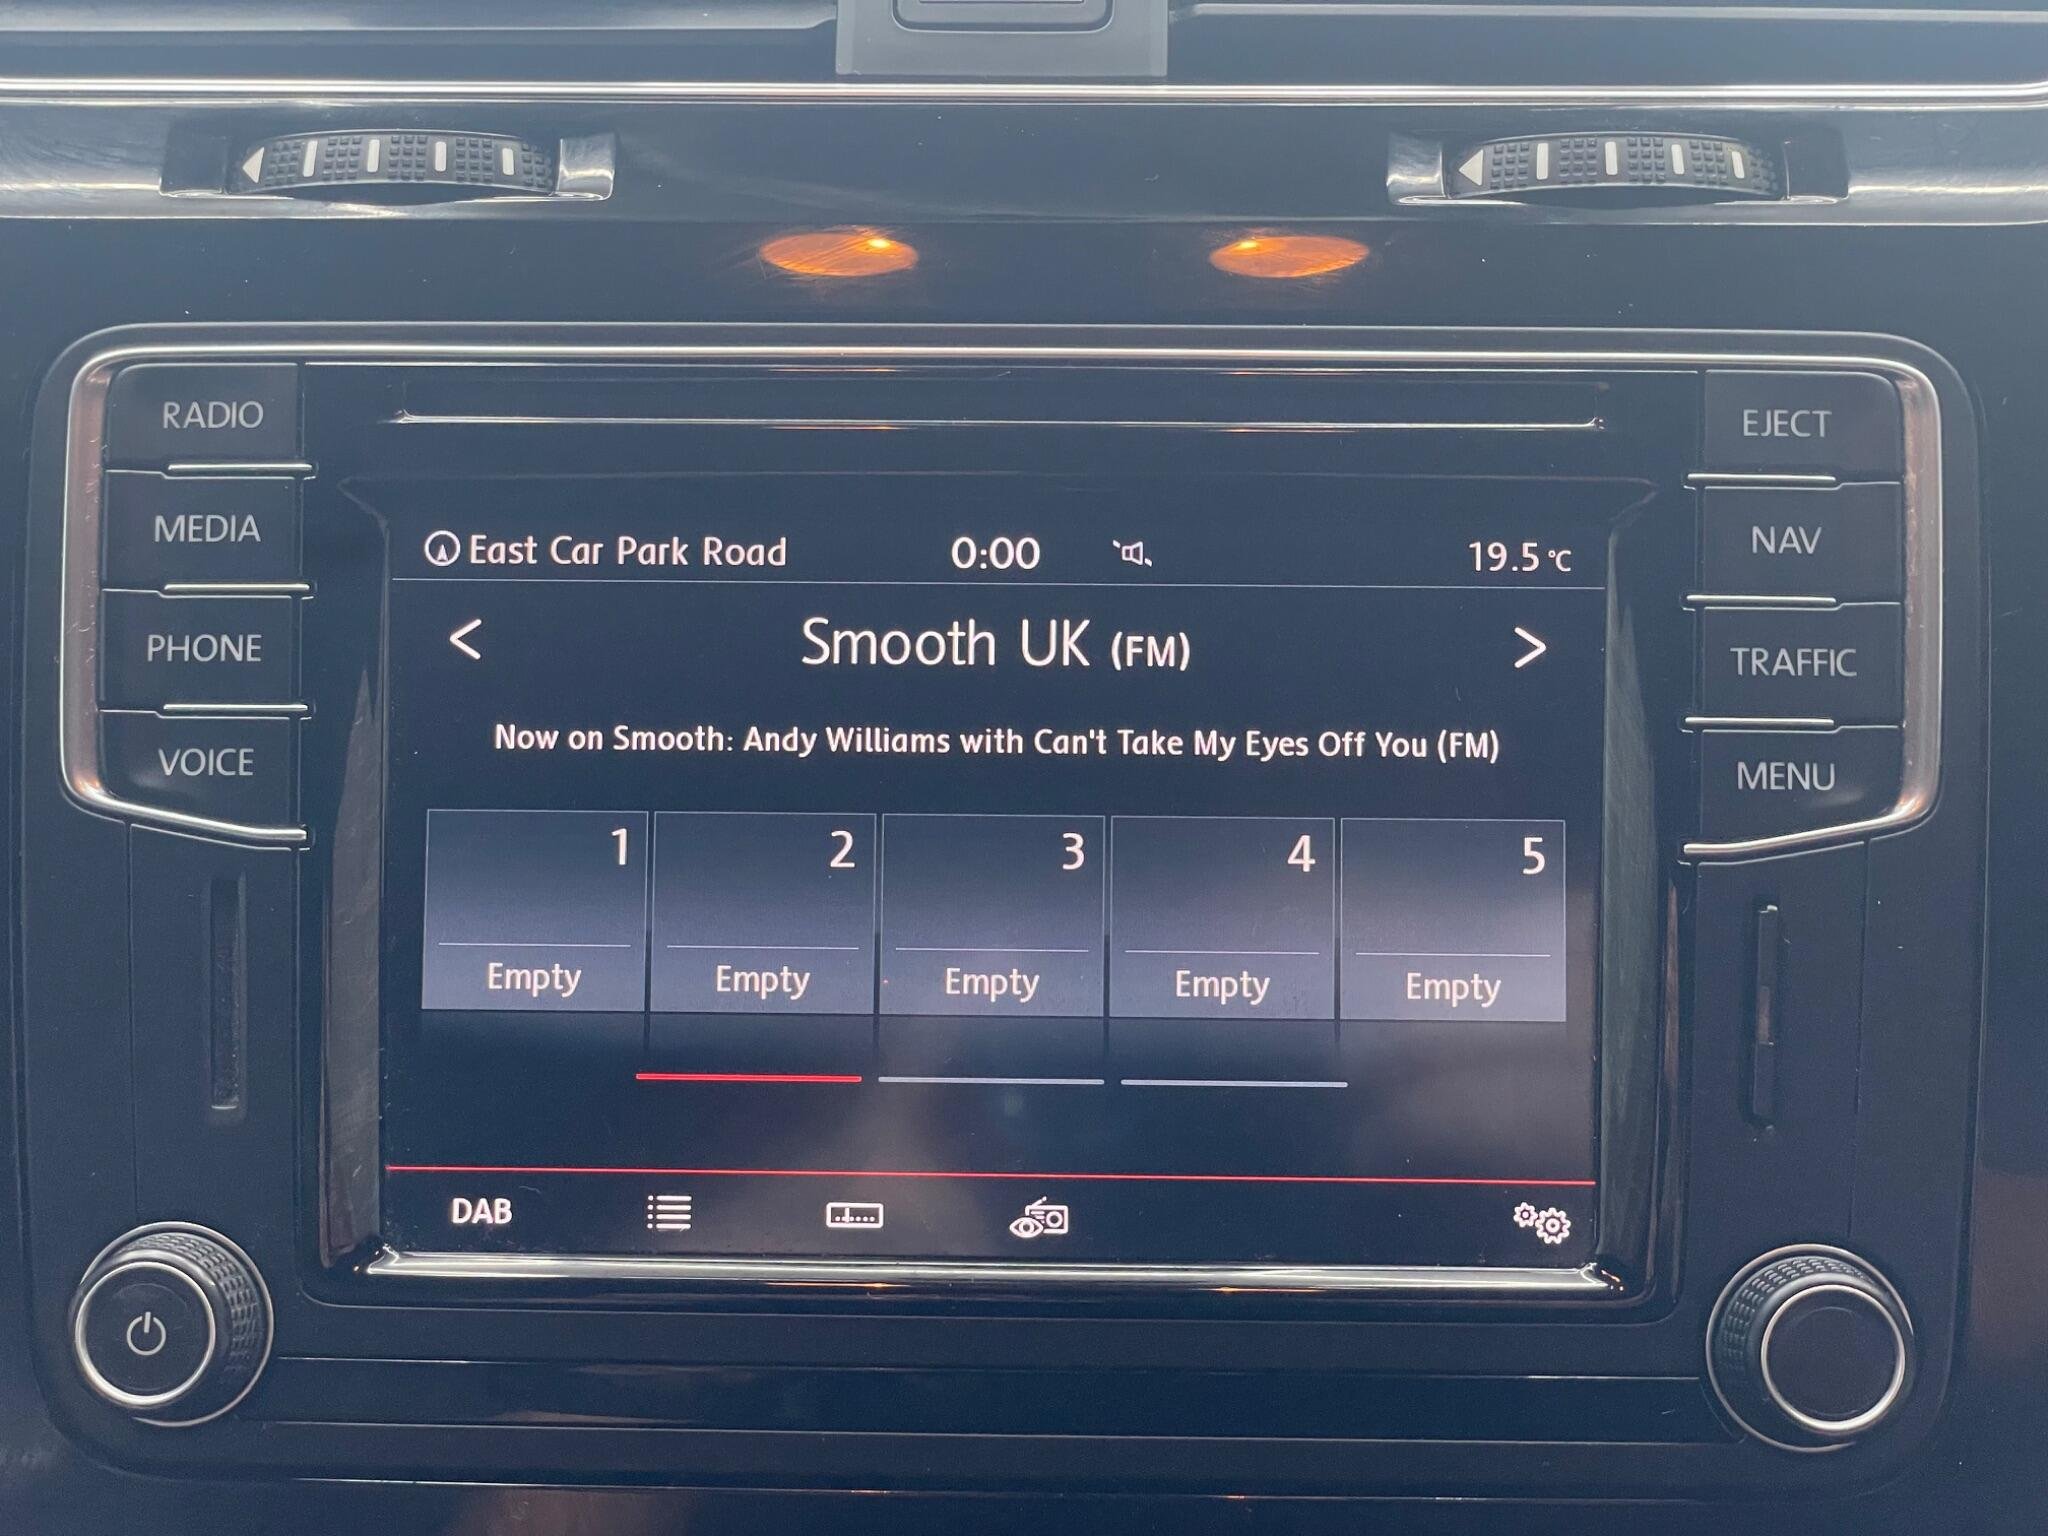 RADIO
MEDIA
PHONE
VOICE
East Car Park Road 0:00 19.5 °C
< Smooth UK (FM) >
Now on Smooth: Andy Williams with Can't Take My Eyes Off You (FM)
1 2 3 4 5
Empty Empty Empty Empty Empty
DAB
EJECT
NAV
TRAFFIC
MENU